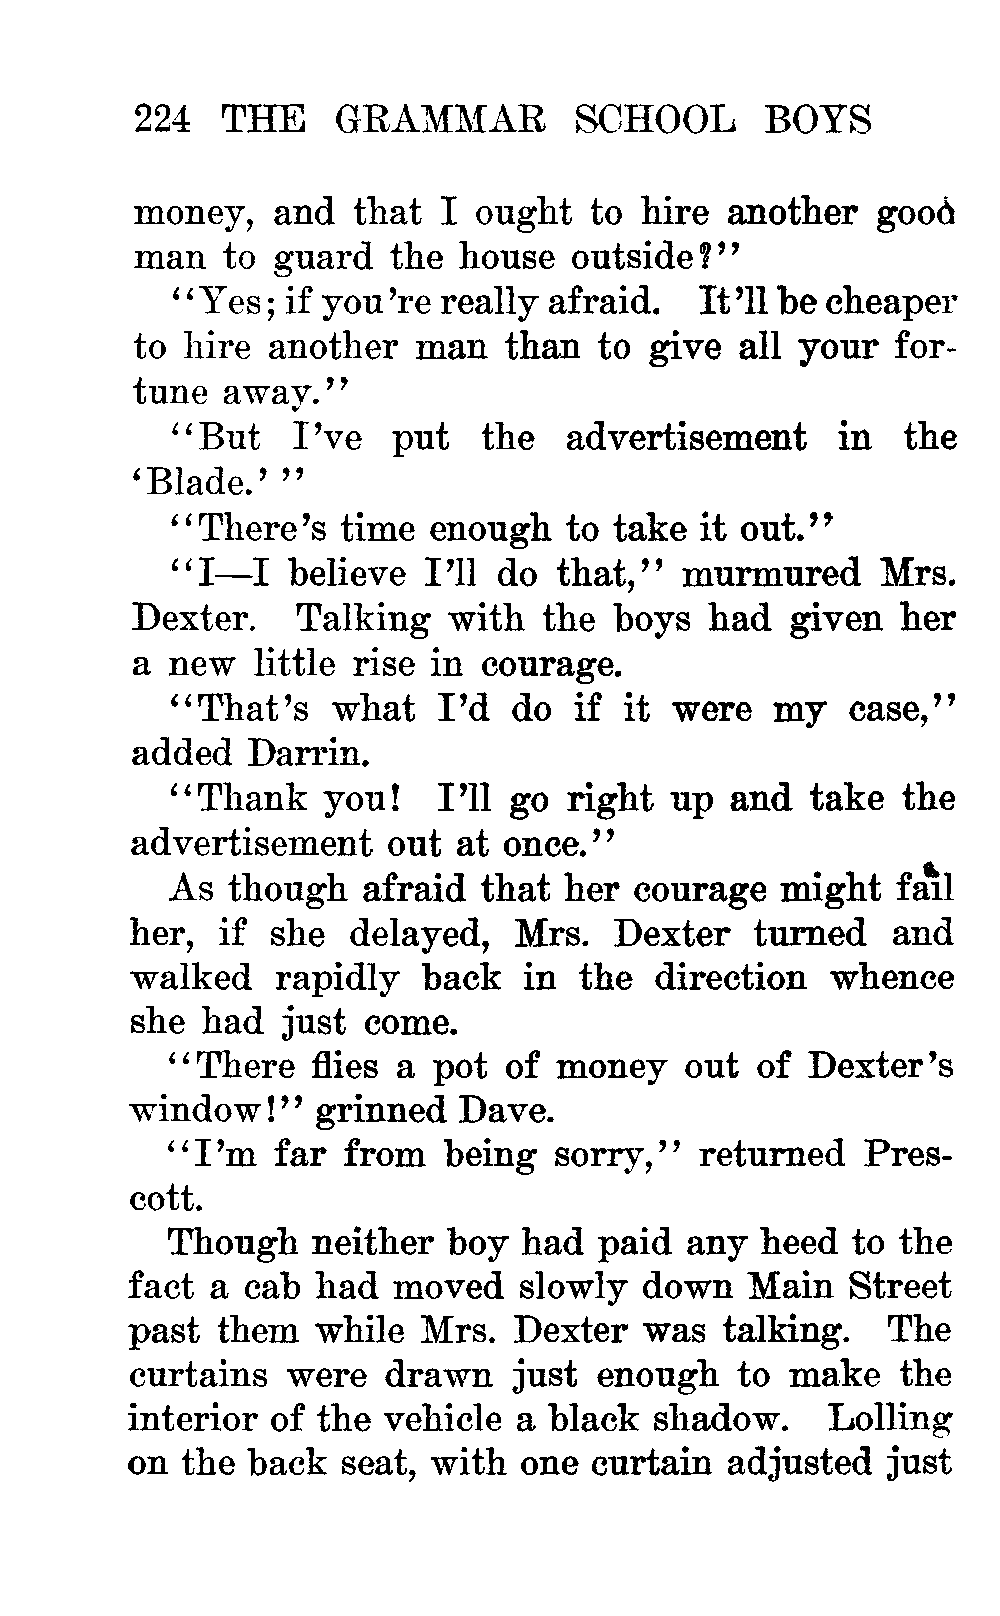 224 THE GRAMMAR SCHOOL BOYS
money, and that I ought to hire another good
man to guard the house outside?"
"Yes; if you're really afraid. It'll be cheaper
to hire another man than to give all your for-
tune away."
"But I've put the advertisement in the
'Blade.' "
"There's time enough to take it out."
"I—I believe I'll do that," murmured Mrs.
Dexter. Talking with the boys had given her
a new little rise in courage.
"That's what I'd do if it were my case,"
added Darrin.
"Thank you! I'll go right up and take the
advertisement out at once."
As though afraid that her courage might fail
her, if she delayed, Mrs. Dexter turned and
walked rapidly back in the direction whence
she had just come.
"There flies a pot of money out of Dexter's
window!" grinned Dave.
"I'm far from being sorry," returned Pres-
cott.
Though neither boy had paid any heed to the
fact a cab had moved slowly down Main Street
past them while Mrs. Dexter was talking. The
curtains were drawn just enough to make the
interior of the vehicle a black shadow. Lolling
on the back seat, with one curtain adjusted just